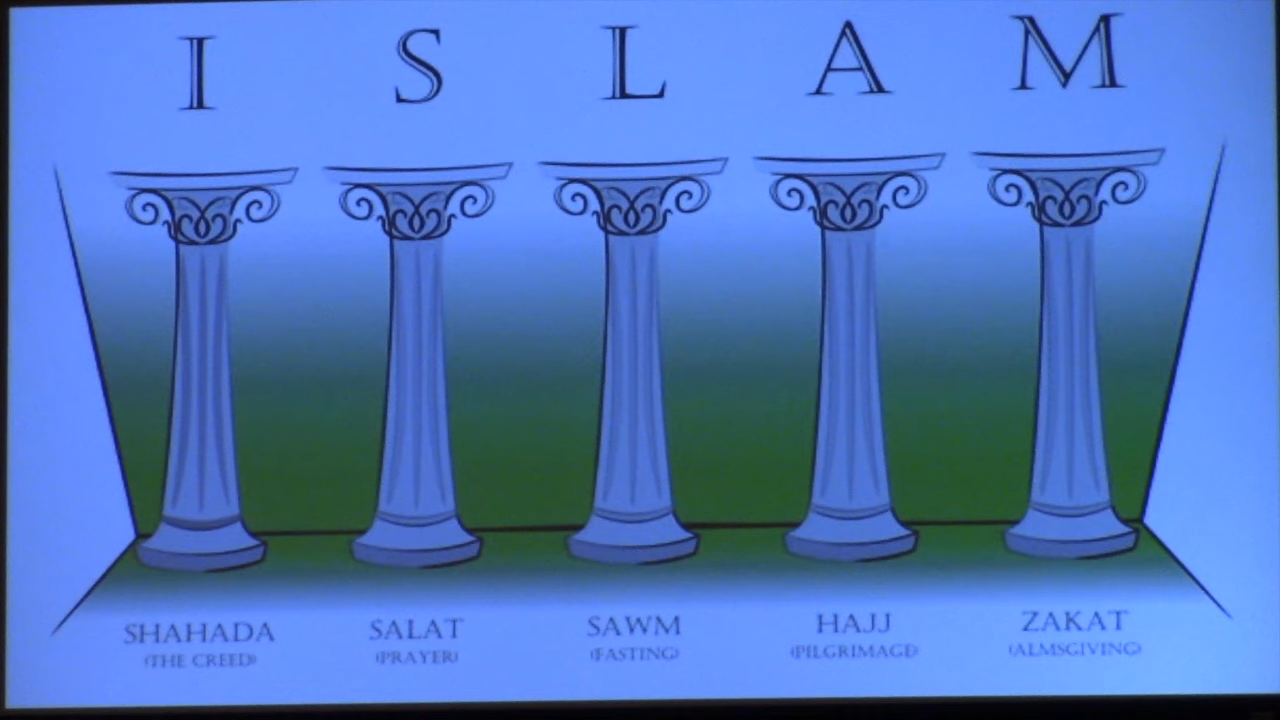 I S L A M
SHAHADA SALAT SAWM HAJJ ZAKAT
(THE CREED) (PRAYER) (FASTING) (PILGRIMAGE) (ALMSGIVING)